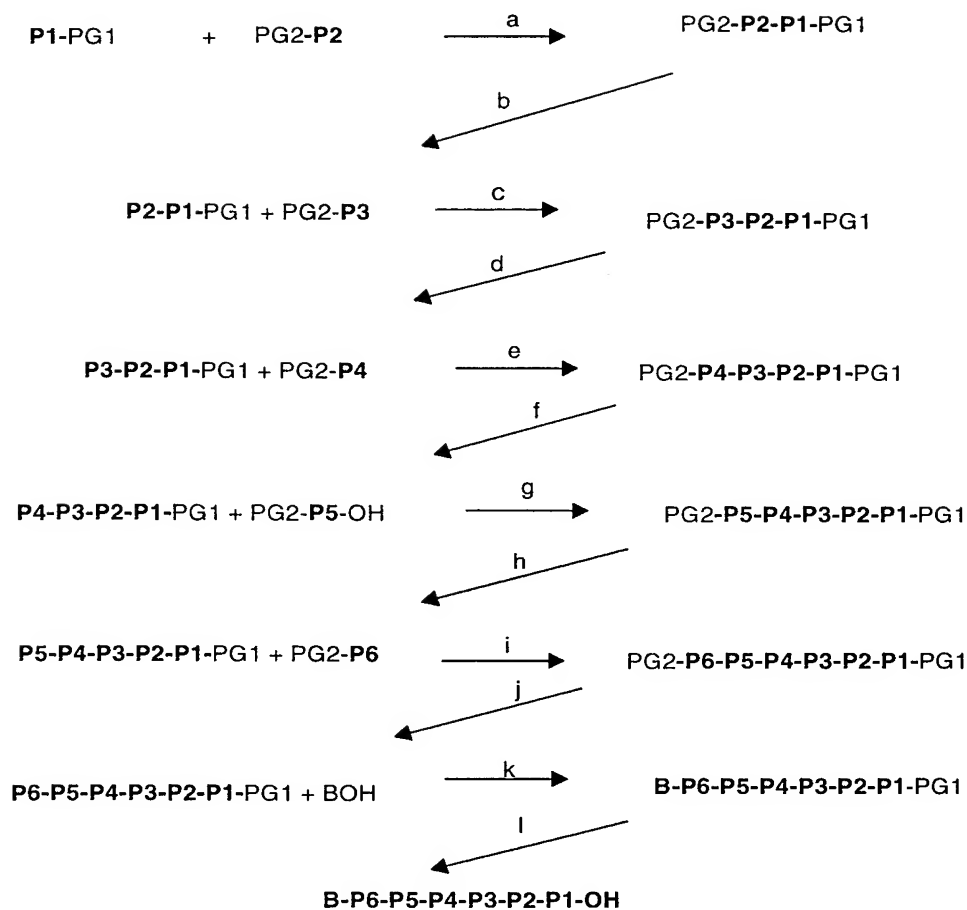 P1-PG1 + PG2-P2 a PG2-P2-P1-PG1
b
P2-P1-PG1 + PG2-P3 c PG2-P3-P2-P1-PG1
d
P3-P2-P1-PG1 + PG2-P4 e PG2-P4-P3-P2-P1-PG1
f
P4-P3-P2-P1-PG1 + PG2-P5-OH g PG2-P5-P4-P3-P2-P1-PG1
h
P5-P4-P3-P2-P1-PG1 + PG2-P6 i PG2-P6-P5-P4-P3-P2-P1-PG1
j
P6-P5-P4-P3-P2-P1-PG1 + BOH k B-P6-P5-P4-P3-P2-P1-PG1
l
B-P6-P5-P4-P3-P2-P1-OH